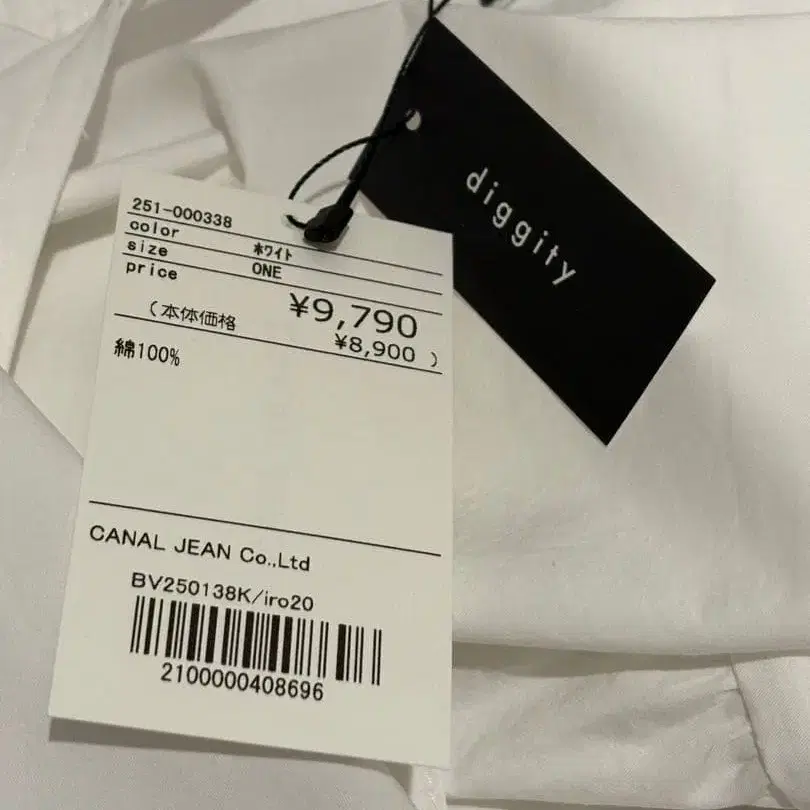 251-000338
color ホワイト
size ONE
price
¥9,790
(本体価格 ¥8,900 )
綿100%
CANAL JEAN Co.,Ltd
BV250138K/iro20
2100000408696
diggity